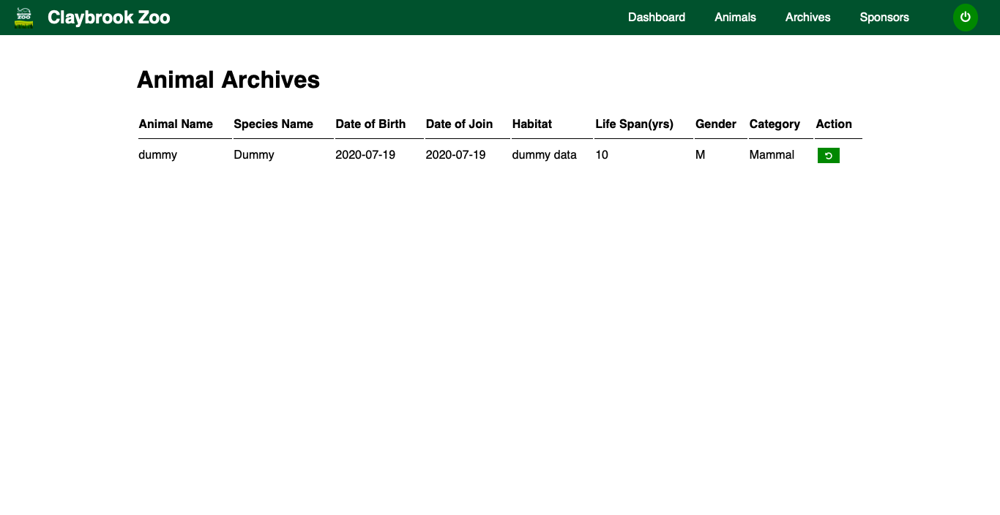 ZOO
Claybrook Zoo
Dashboard Animals Archives Sponsors
Animal Archives
Animal Name Species Name Date of Birth Date of Join Habitat Life Span(yrs) Gender Category Action
dummy Dummy 2020-07-19 2020-07-19 dummy data 10 M Mammal